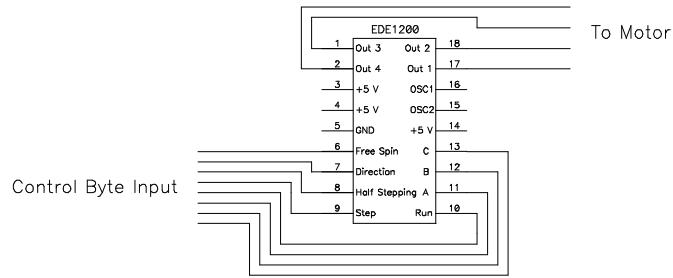 EDE1200
To Motor
1 Out 3 Out 2 18
2 Out 4 Out 1 17
3 +5 V OSC1 16
4 +5 V OSC2 15
5 GND +5 V 14
6 Free Spin C 13
7 Direction B 12
Control Byte Input
8 Half Stepping A 11
9 Step Run 10